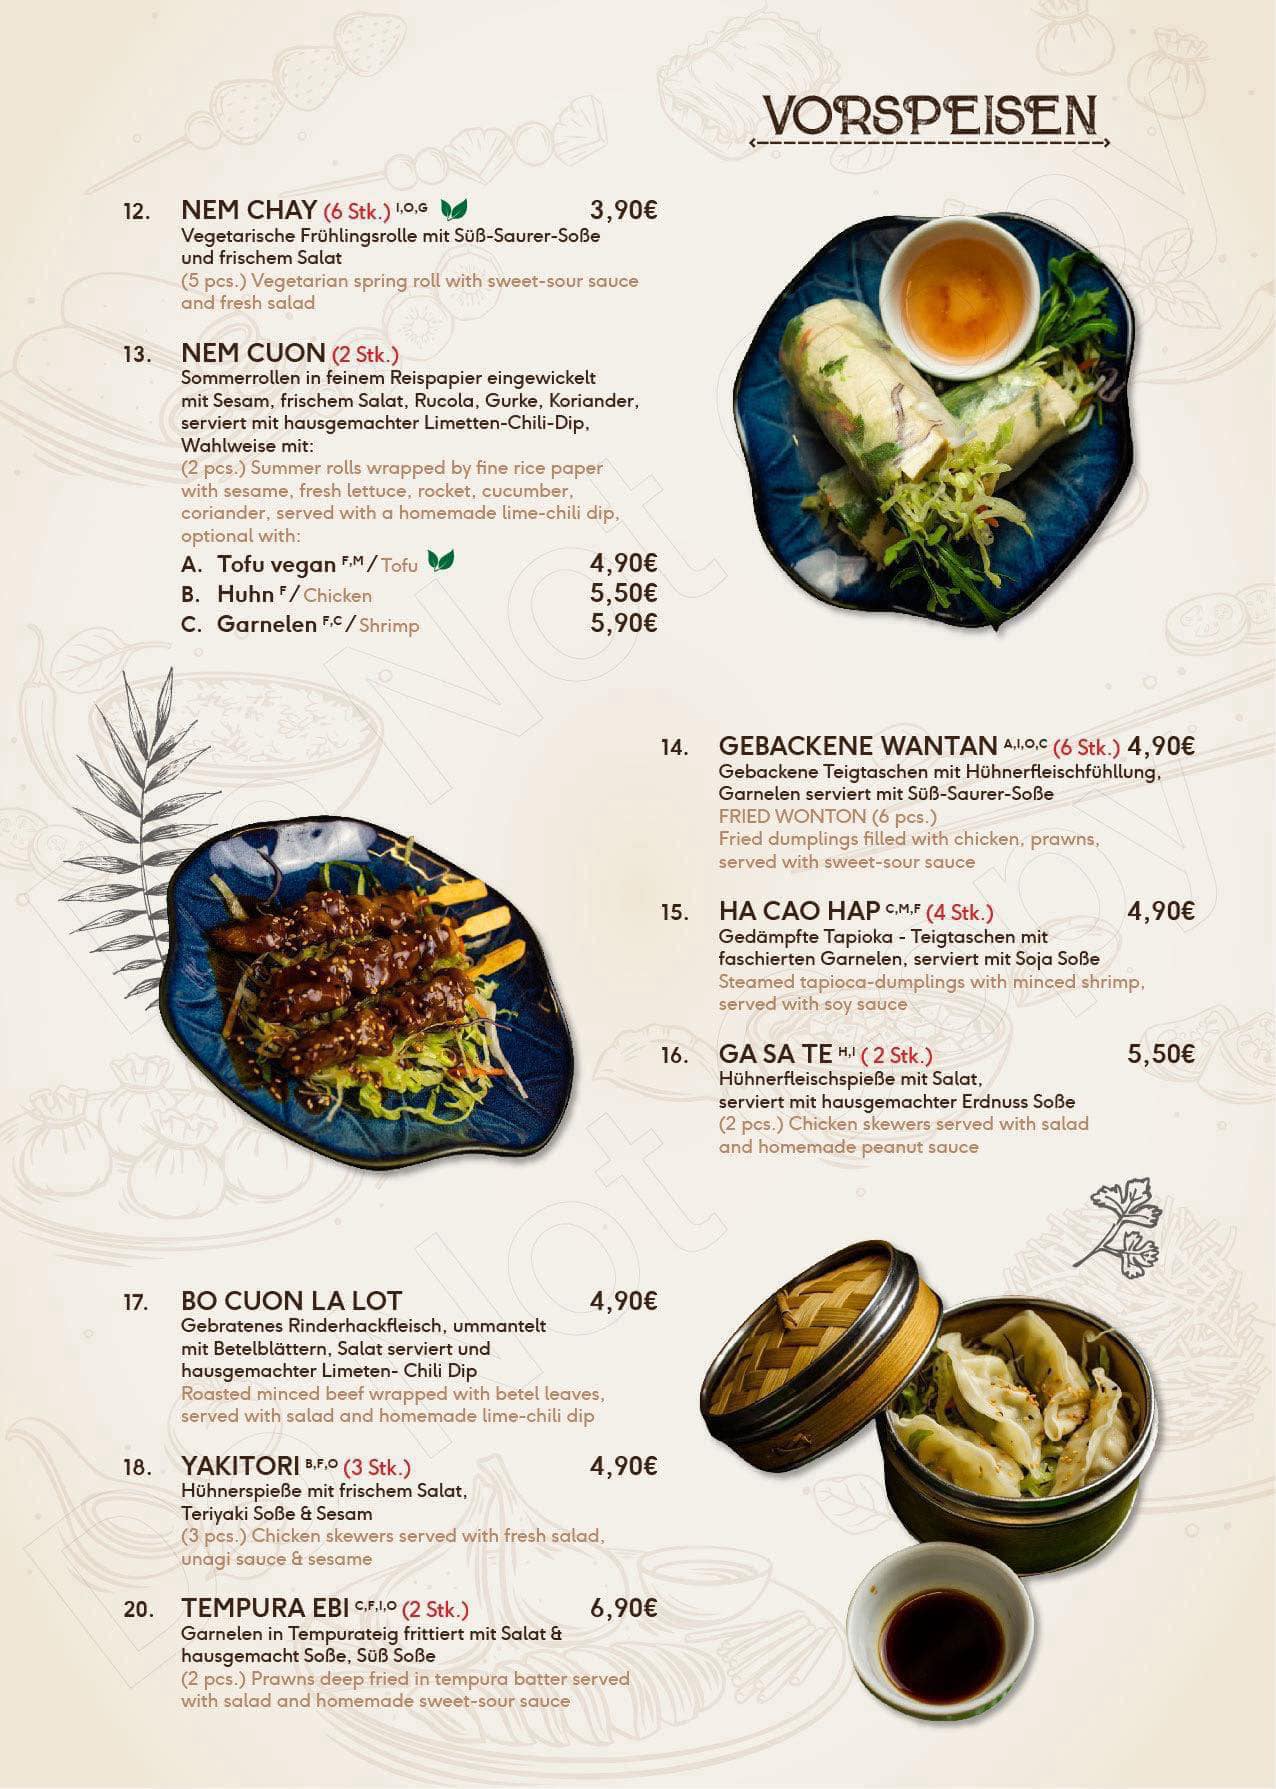 VORSPEISEN
12. NEM CHAY (6 Stk.) I,O,G 3,90€
Vegetarische Frühlingsrolle mit Süß-Saurer-Soße
und frischem Salat
(5 pcs.) Vegetarian spring roll with sweet-sour sauce
and fresh salad
13. NEM CUON (2 Stk.)
Sommerrollen in feinem Reispapier eingewickelt
mit Sesam, frischem Salat, Rucola, Gurke, Koriander,
serviert mit hausgemachter Limetten-Chili-Dip,
Wahlweise mit:
(2 pcs.) Summer rolls wrapped by fine rice paper
with sesame, fresh lettuce, rocket, cucumber,
coriander, served with a homemade lime-chili dip,
optional with:
A. Tofu vegan F,M / Tofu 4,90€
B. Huhn F / Chicken 5,50€
C. Garnelen F,C / Shrimp 5,90€
14. GEBACKENE WANTAN A,I,O,C (6 Stk.) 4,90€
Gebackene Teigtaschen mit Hühnerfleischfühllung,
Garnelen serviert mit Süß-Saurer-Soße
FRIED WONTON (6 pcs.)
Fried dumplings filled with chicken, prawns,
served with sweet-sour sauce
15. HA CAO HAP C,M,F (4 Stk.) 4,90€
Gedämpfte Tapioka - Teigtaschen mit
faschierten Garnelen, serviert mit Soja Soße
Steamed tapioca-dumplings with minced shrimp,
served with soy sauce
16. GA SA TE H,I ( 2 Stk.) 5,50€
Hühnerfleischspieße mit Salat,
serviert mit hausgemachter Erdnuss Soße
(2 pcs.) Chicken skewers served with salad
and homemade peanut sauce
17. BO CUON LA LOT 4,90€
Gebratenes Rinderhackfleisch, ummantelt
mit Betelblättern, Salat serviert und
hausgemachter Limeten- Chili Dip
Roasted minced beef wrapped with betel leaves,
served with salad and homemade lime-chili dip
18. YAKITORI B,F,O (3 Stk.) 4,90€
Hühnerspieße mit frischem Salat,
Teriyaki Soße & Sesam
(3 pcs.) Chicken skewers served with fresh salad,
unagi sauce & sesame
20. TEMPURA EBI C,F,I,O (2 Stk.) 6,90€
Garnelen in Tempurateig frittiert mit Salat &
hausgemacht Soße, Süß Soße
(2 pcs.) Prawns deep fried in tempura batter served
with salad and homemade sweet-sour sauce
Do Not Copy
Do Not